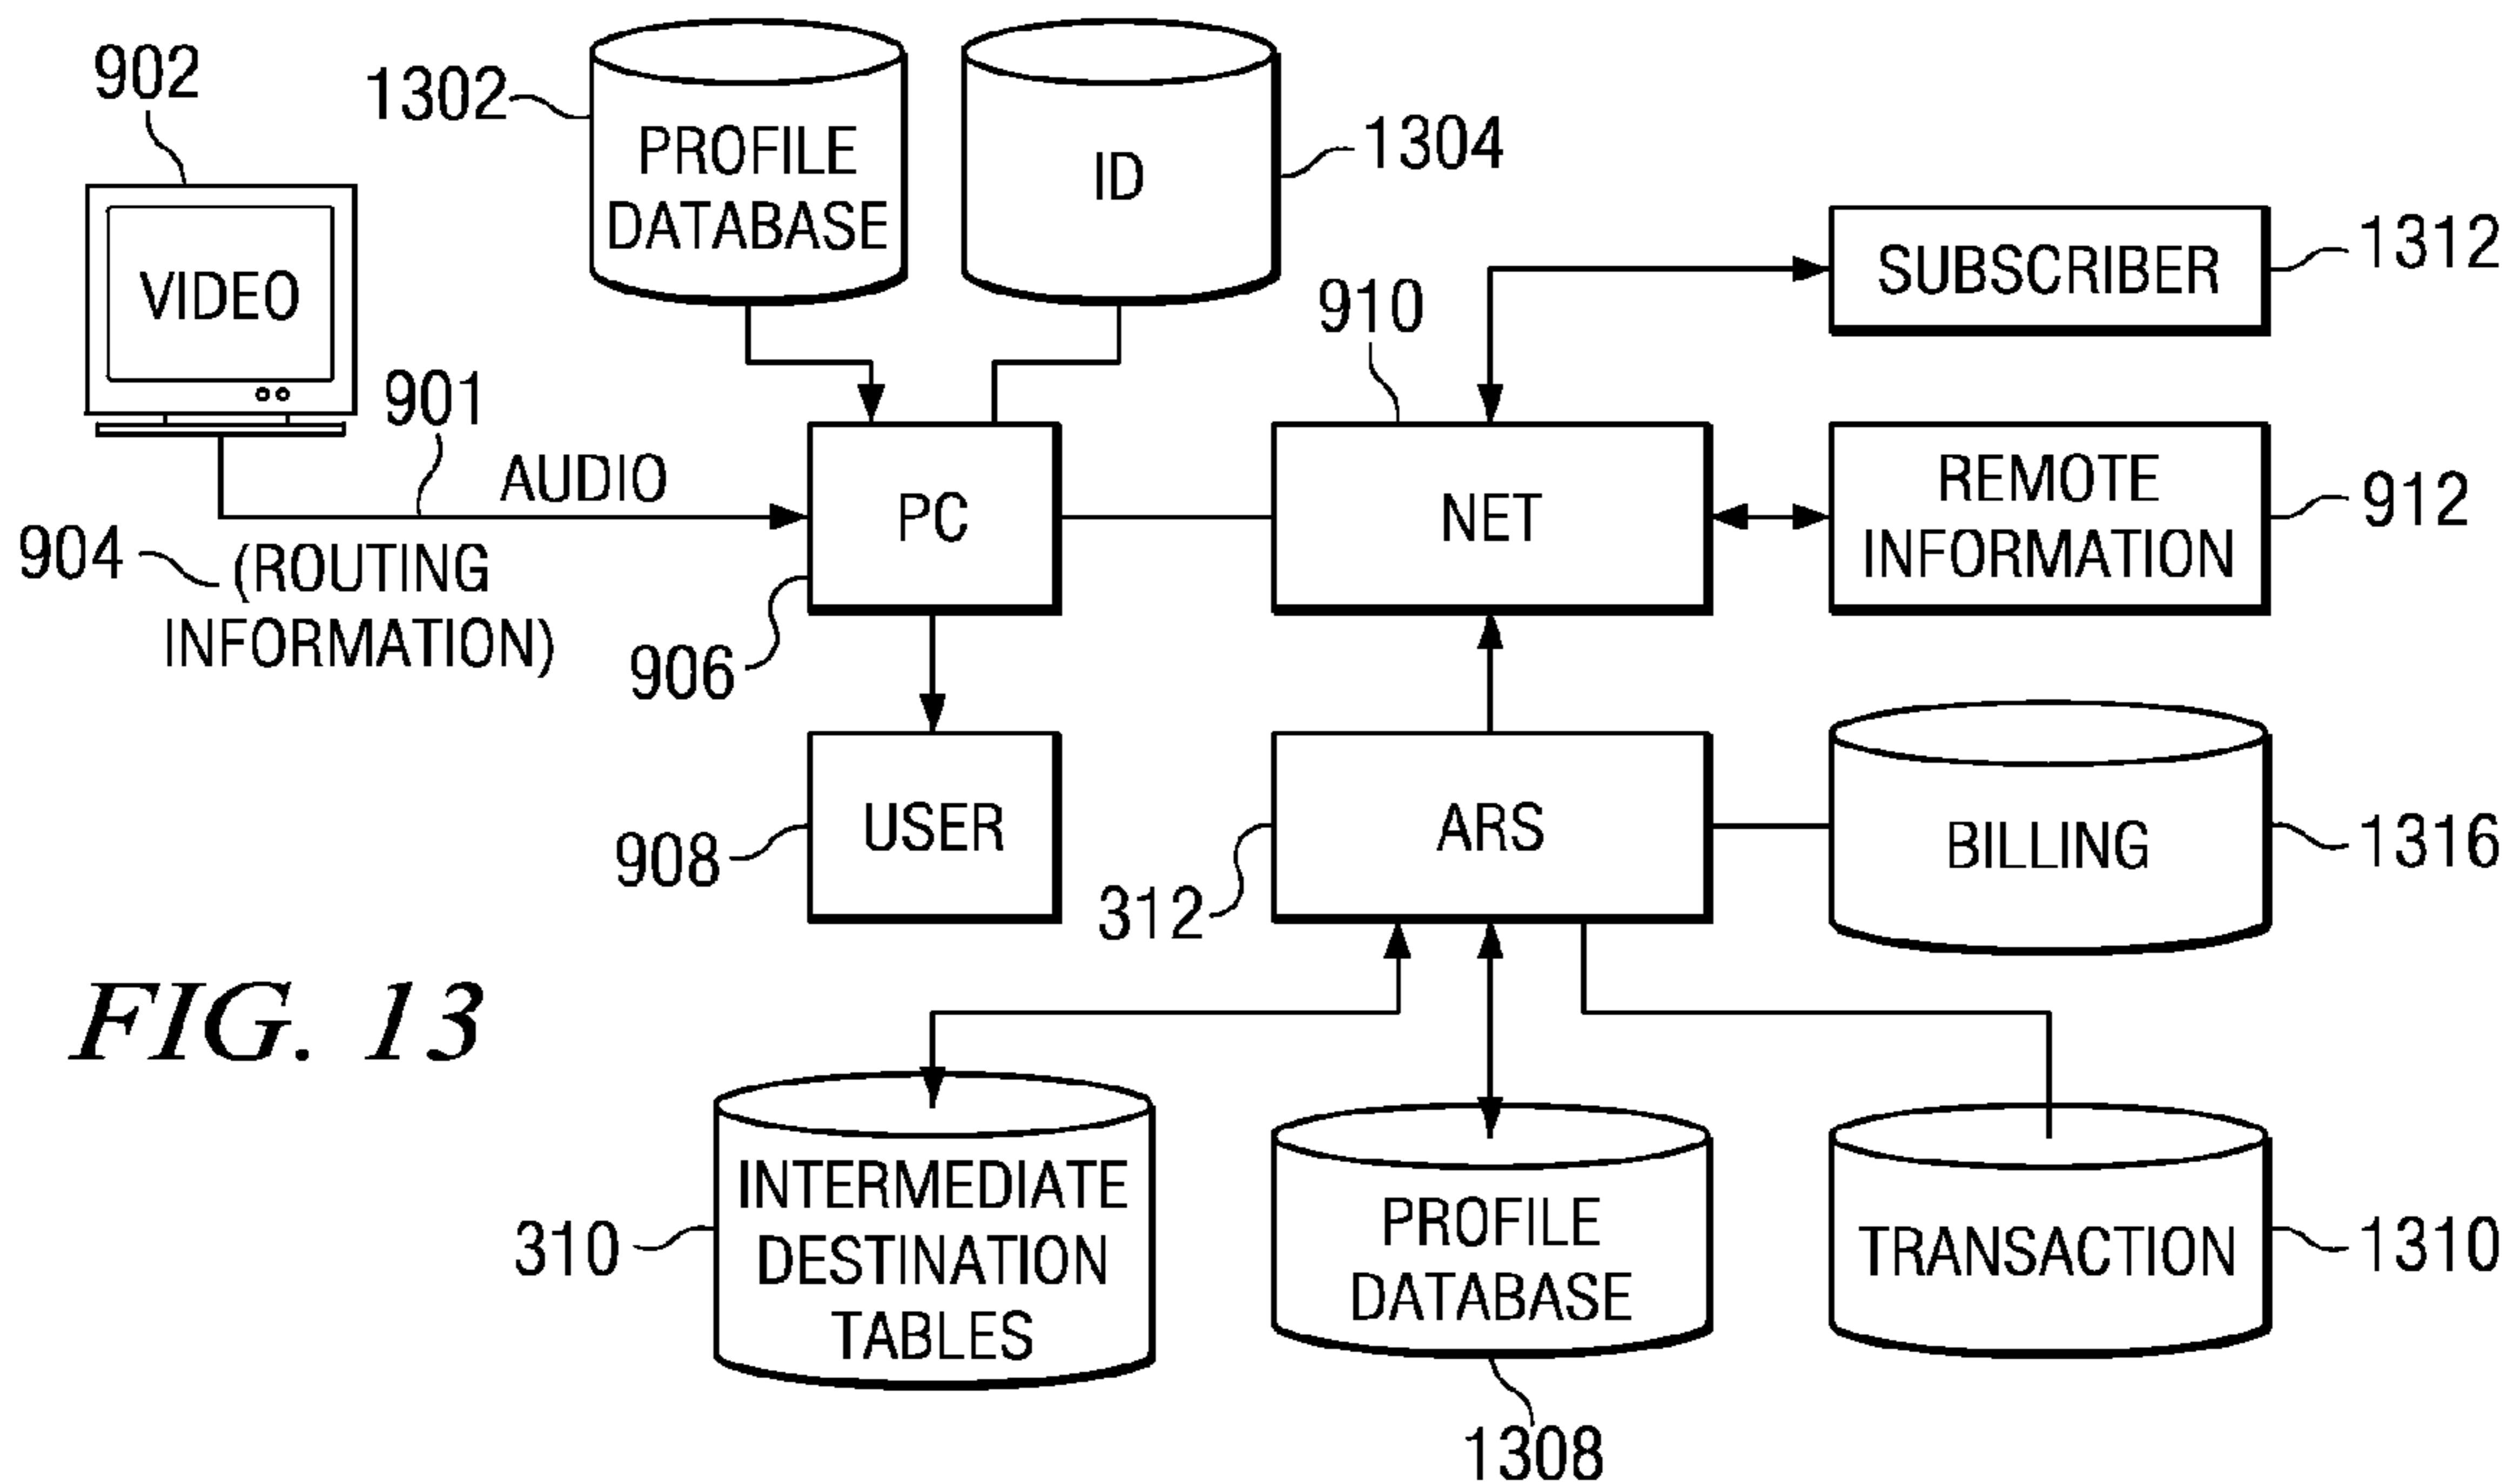 902
1302
PROFILE
DATABASE
ID
1304
VIDEO
910
SUBSCRIBER
1312
901
AUDIO
904
(ROUTING
INFORMATION)
PC
906
NET
REMOTE
INFORMATION
912
USER
908
ARS
312
BILLING
1316
FIG. 13
310
INTERMEDIATE
DESTINATION
TABLES
PROFILE
DATABASE
1308
TRANSACTION
1310